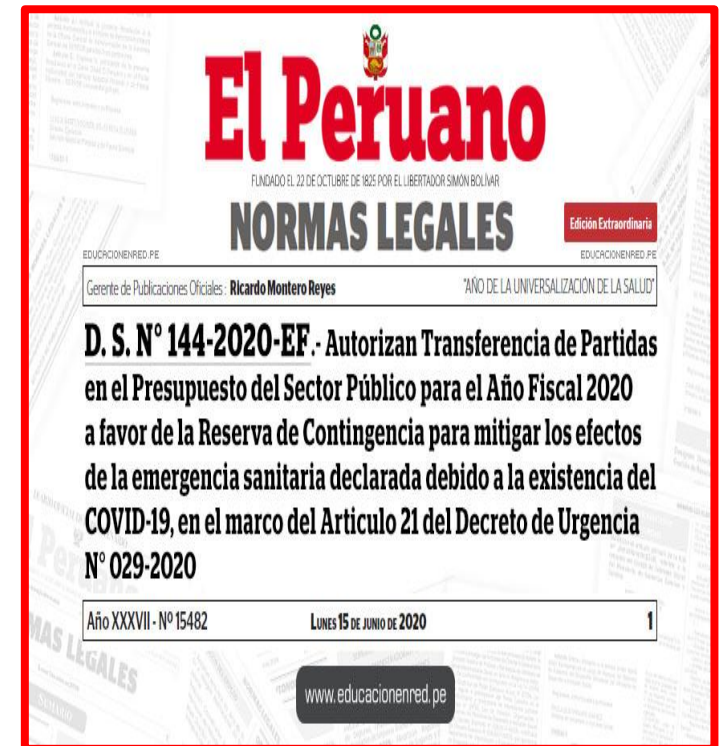 El Peruano
FUNDADO EL 22 DE OCTUBRE DE 1825 POR EL LIBERTADOR SIMÓN BOLÍVAR
NORMAS LEGALES
Edición Extraordinaria
EDUCACIONENRED.PE
EDUCACIONENRED.PE
Gerente de Publicaciones Oficiales : Ricardo Montero Reyes
"AÑO DE LA UNIVERSALIZACIÓN DE LA SALUD"
D. S. N° 144-2020-EF.- Autorizan Transferencia de Partidas
en el Presupuesto del Sector Público para el Año Fiscal 2020
a favor de la Reserva de Contingencia para mitigar los efectos
de la emergencia sanitaria declarada debido a la existencia del
COVID-19, en el marco del Articulo 21 del Decreto de Urgencia
N° 029-2020
Año XXXVII - Nº 15482
LUNES 15 DE JUNIO DE 2020
1
www.educacionenred.pe